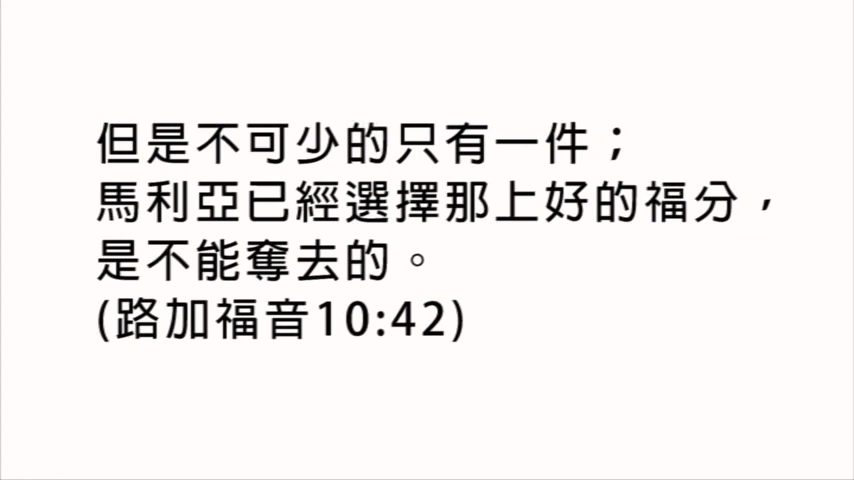 但是不可少的只有一件；
馬利亞已經選擇那上好的福分，
是不能奪去的。
(路加福音10:42)